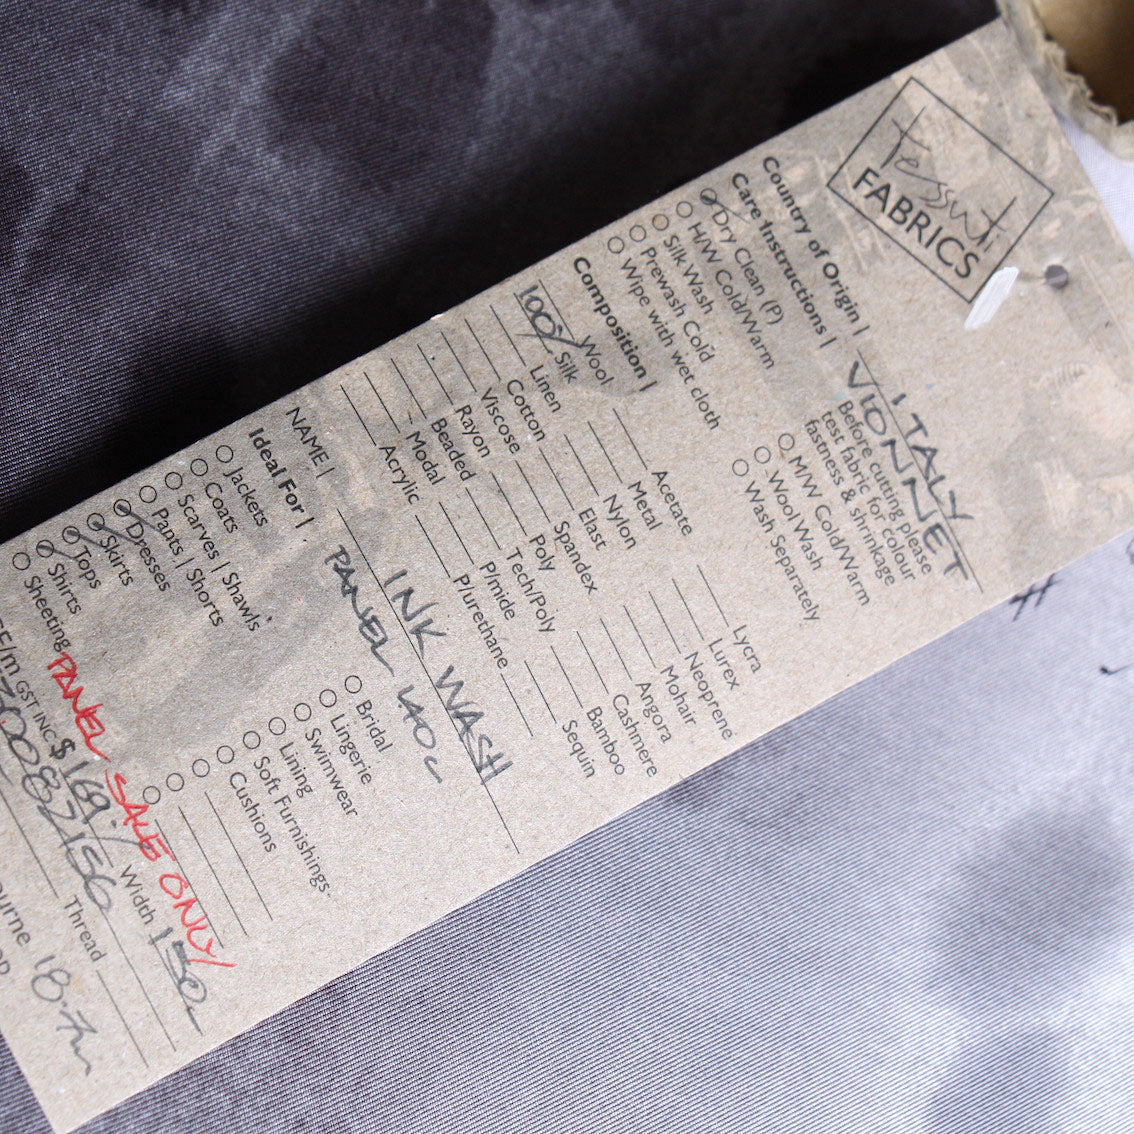 Tessuti
FABRICS
Country of Origin | ITALY
VIONNET
Care Instructions |
Before cutting please
test fabric for colour
fastness & shrinkage
Dry Clean (P)
H/W Cold/Warm
Silk Wash
Prewash Cold
Wipe with wet cloth
M/W Cold/Warm
Wool Wash
Wash Separately
Composition |
Wool
100% Silk
Linen
Cotton
Viscose
Rayon
Beaded
Modal
Acrylic
Acetate
Metal
Nylon
Elast
Spandex
Poly
Tech/Poly
P/mide
P/urethane
Lycra
Lurex
Neoprene
Mohair
Angora
Cashmere
Bamboo
Sequin
NAME | INK WASH
PANEL 140c
Ideal For |
Jackets
Coats
Scarves | Shawls
Pants | Shorts
Dresses
Skirts
Tops
Shirts
Sheeting
Bridal
Lingerie
Swimwear
Lining
Soft Furnishings
Cushions
PANEL SALE ONLY!
/m GST INC $169.- Width 150c
Thread
18.7m